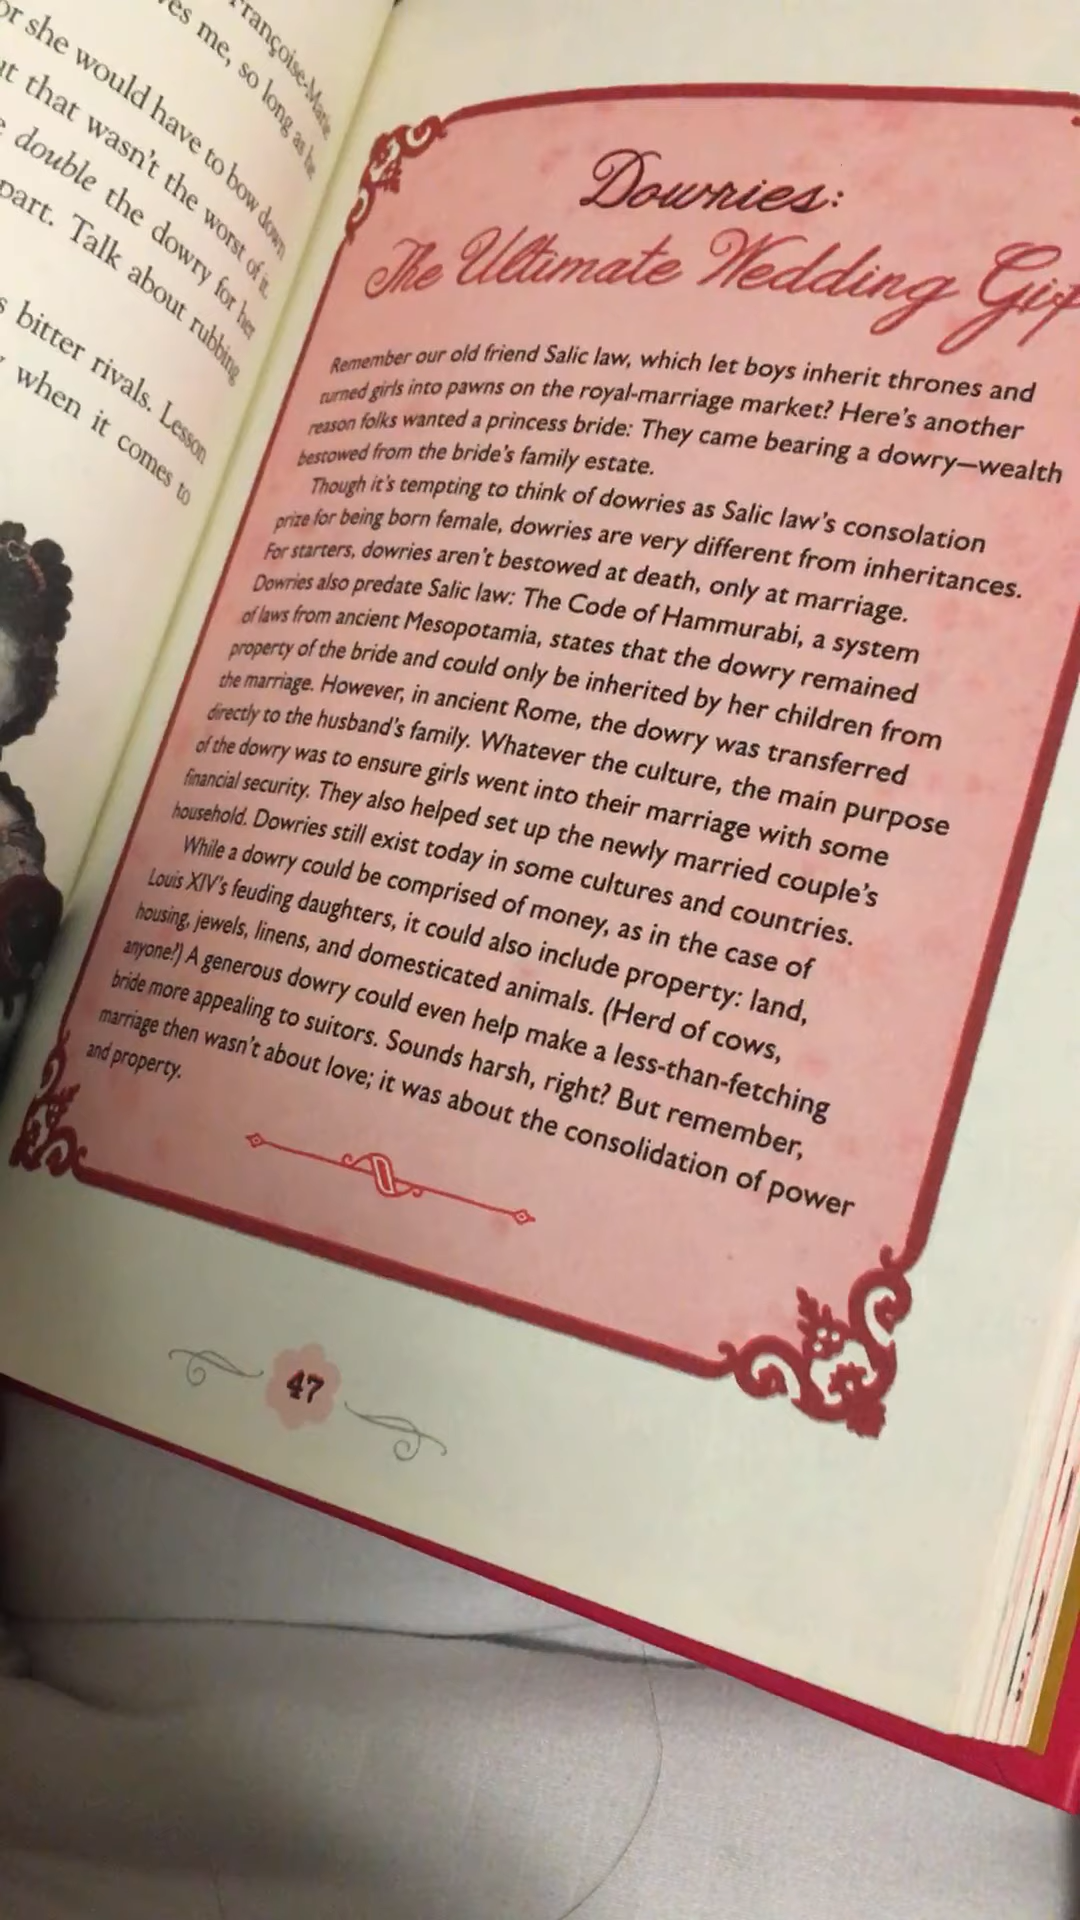 Françoise-Marie
ves me, so long as he
or she would have to bow down
ut that wasn't the worst of it.
e double the dowry for her
part. Talk about rubbing
s bitter rivals. Lesson
when it comes to
Dowries:
The Ultimate Wedding Gif
Remember our old friend Salic law, which let boys inherit thrones and
turned girls into pawns on the royal-marriage market? Here's another
reason folks wanted a princess bride: They came bearing a dowry—wealth
bestowed from the bride's family estate.
Though it's tempting to think of dowries as Salic law's consolation
prize for being born female, dowries are very different from inheritances.
For starters, dowries aren't bestowed at death, only at marriage.
Dowries also predate Salic law: The Code of Hammurabi, a system
of laws from ancient Mesopotamia, states that the dowry remained
property of the bride and could only be inherited by her children from
the marriage. However, in ancient Rome, the dowry was transferred
directly to the husband's family. Whatever the culture, the main purpose
of the dowry was to ensure girls went into their marriage with some
financial security. They also helped set up the newly married couple's
household. Dowries still exist today in some cultures and countries.
While a dowry could be comprised of money, as in the case of
Louis XIV's feuding daughters, it could also include property: land,
housing, jewels, linens, and domesticated animals. (Herd of cows,
anyone?) A generous dowry could even help make a less-than-fetching
bride more appealing to suitors. Sounds harsh, right? But remember,
marriage then wasn't about love; it was about the consolidation of power
and property.
47